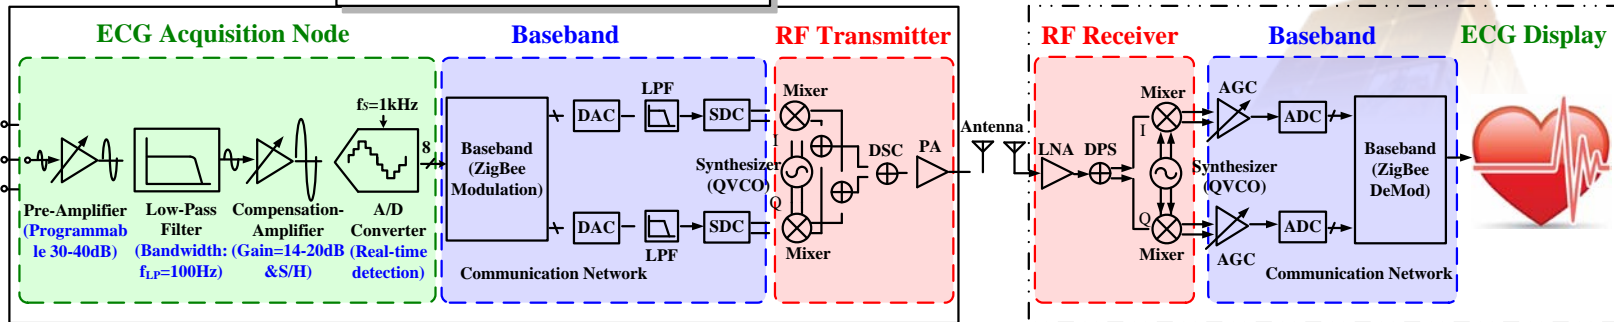 ECG Acquisition Node
Baseband
RF Transmitter
RF Receiver
Baseband
ECG Display
fS=1kHz
8
Pre-Amplifier
(Programmab
le 30-40dB)
Low-Pass
Filter
(Bandwidth:
fLP=100Hz)
Compensation-
Amplifier
(Gain=14-20dB
&S/H)
A/D
Converter
(Real-time
detection)
Baseband
(ZigBee
Modulation)
DAC
LPF
SDC
DAC
LPF
SDC
Communication Network
Mixer
I
Synthesizer
(QVCO)
Q
Mixer
DSC
PA
Antenna
LNA
DPS
Mixer
I
Synthesizer
(QVCO)
Q
Mixer
AGC
ADC
AGC
ADC
Baseband
(ZigBee
DeMod)
Communication Network